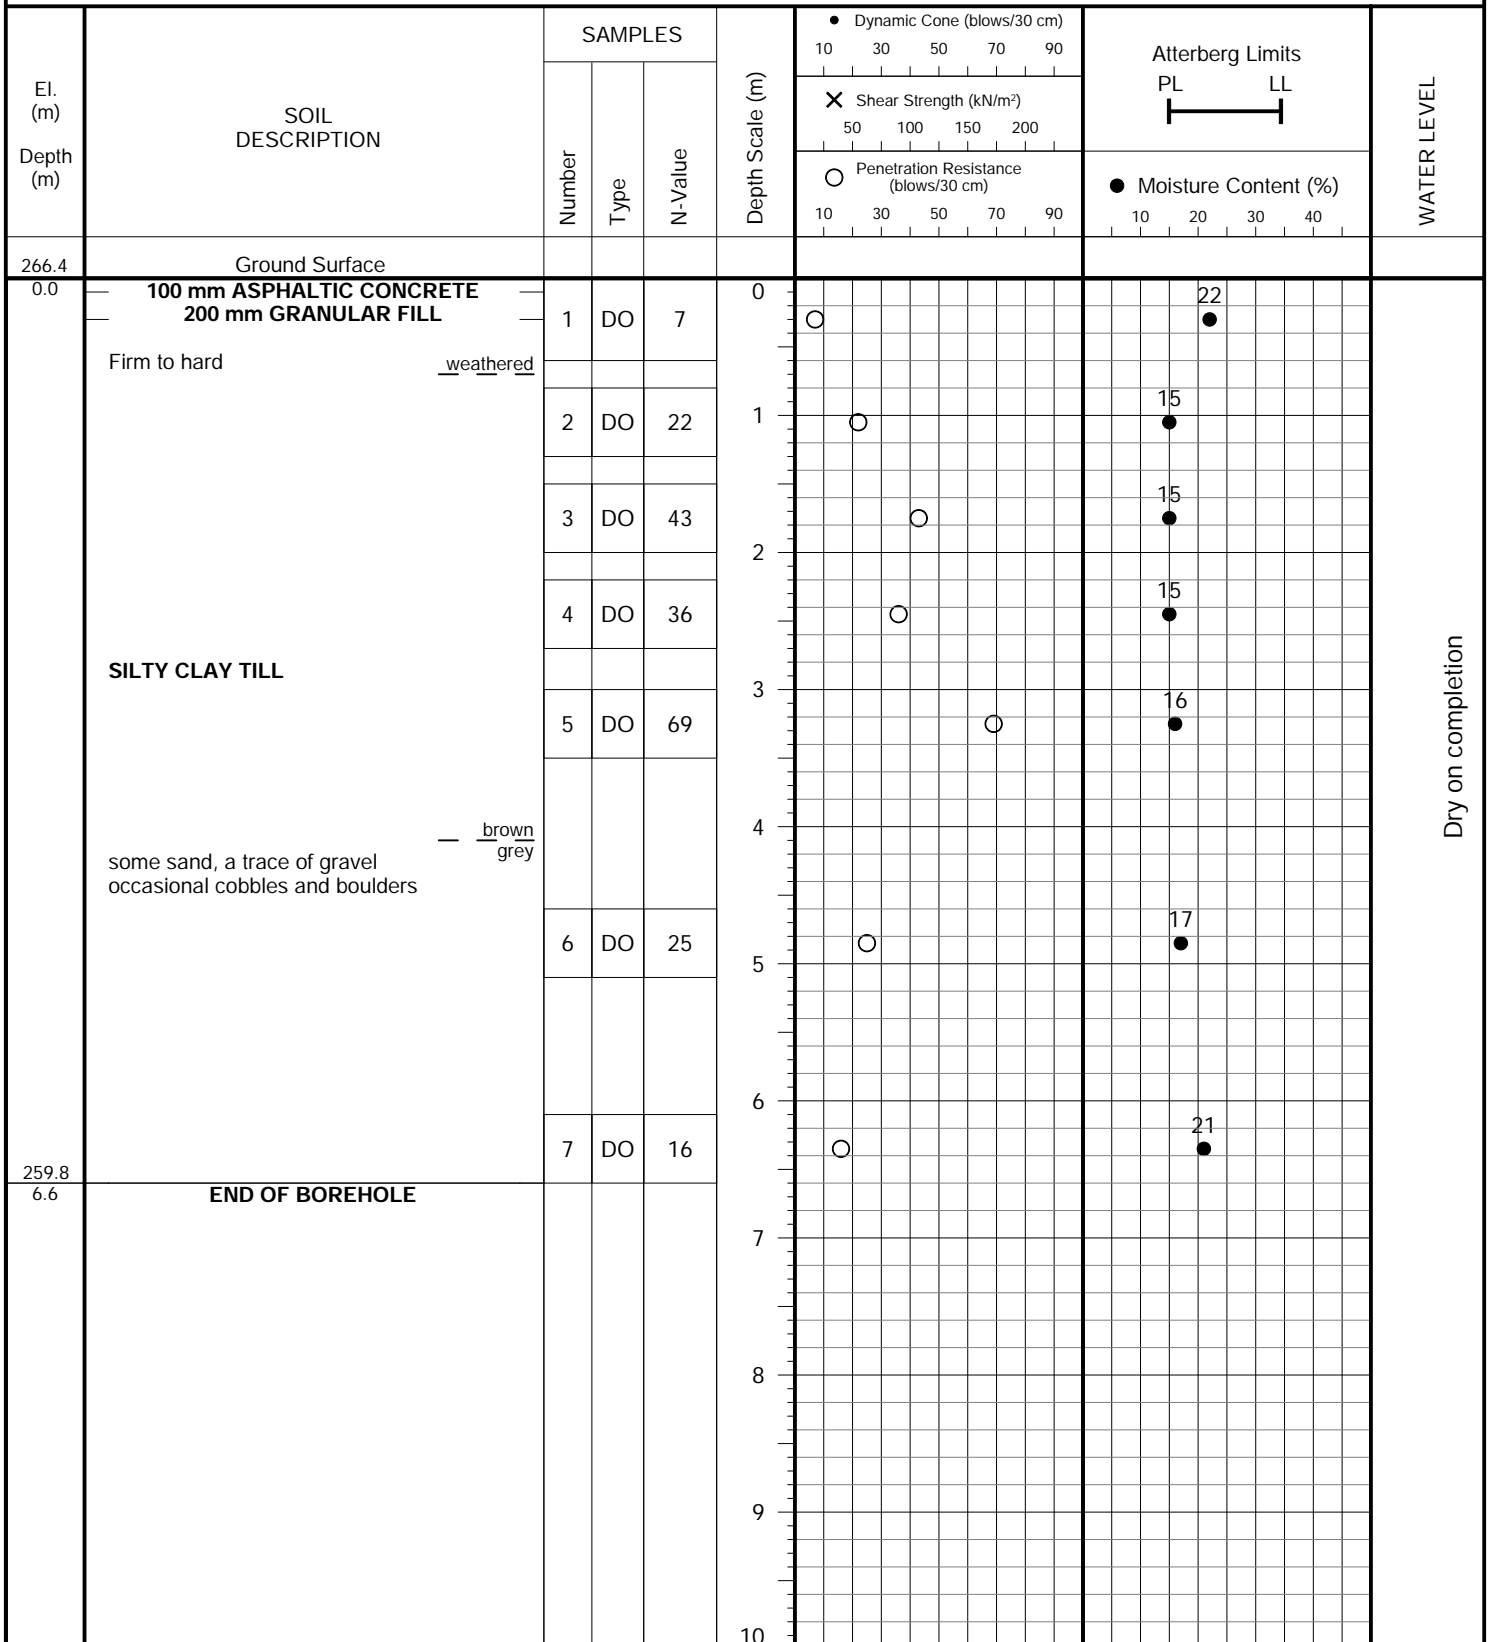 El.
(m)
Depth
(m)
SOIL
DESCRIPTION
SAMPLES
Number
Type
N-Value
Depth Scale (m)
Dynamic Cone (blows/30 cm)
10 30 50 70 90
Shear Strength (kN/m²)
50 100 150 200
Penetration Resistance
(blows/30 cm)
10 30 50 70 90
Atterberg Limits
PL LL
Moisture Content (%)
10 20 30 40
WATER LEVEL
266.4 Ground Surface
0.0 100 mm ASPHALTIC CONCRETE
200 mm GRANULAR FILL
Firm to hard
weathered
SILTY CLAY TILL
brown
grey
some sand, a trace of gravel
occasional cobbles and boulders
259.8
6.6 END OF BOREHOLE
1 DO 7
2 DO 22
3 DO 43
4 DO 36
5 DO 69
6 DO 25
7 DO 16
0
1
2
3
4
5
6
7
8
9
10
22
15
15
15
16
17
21
Dry on completion